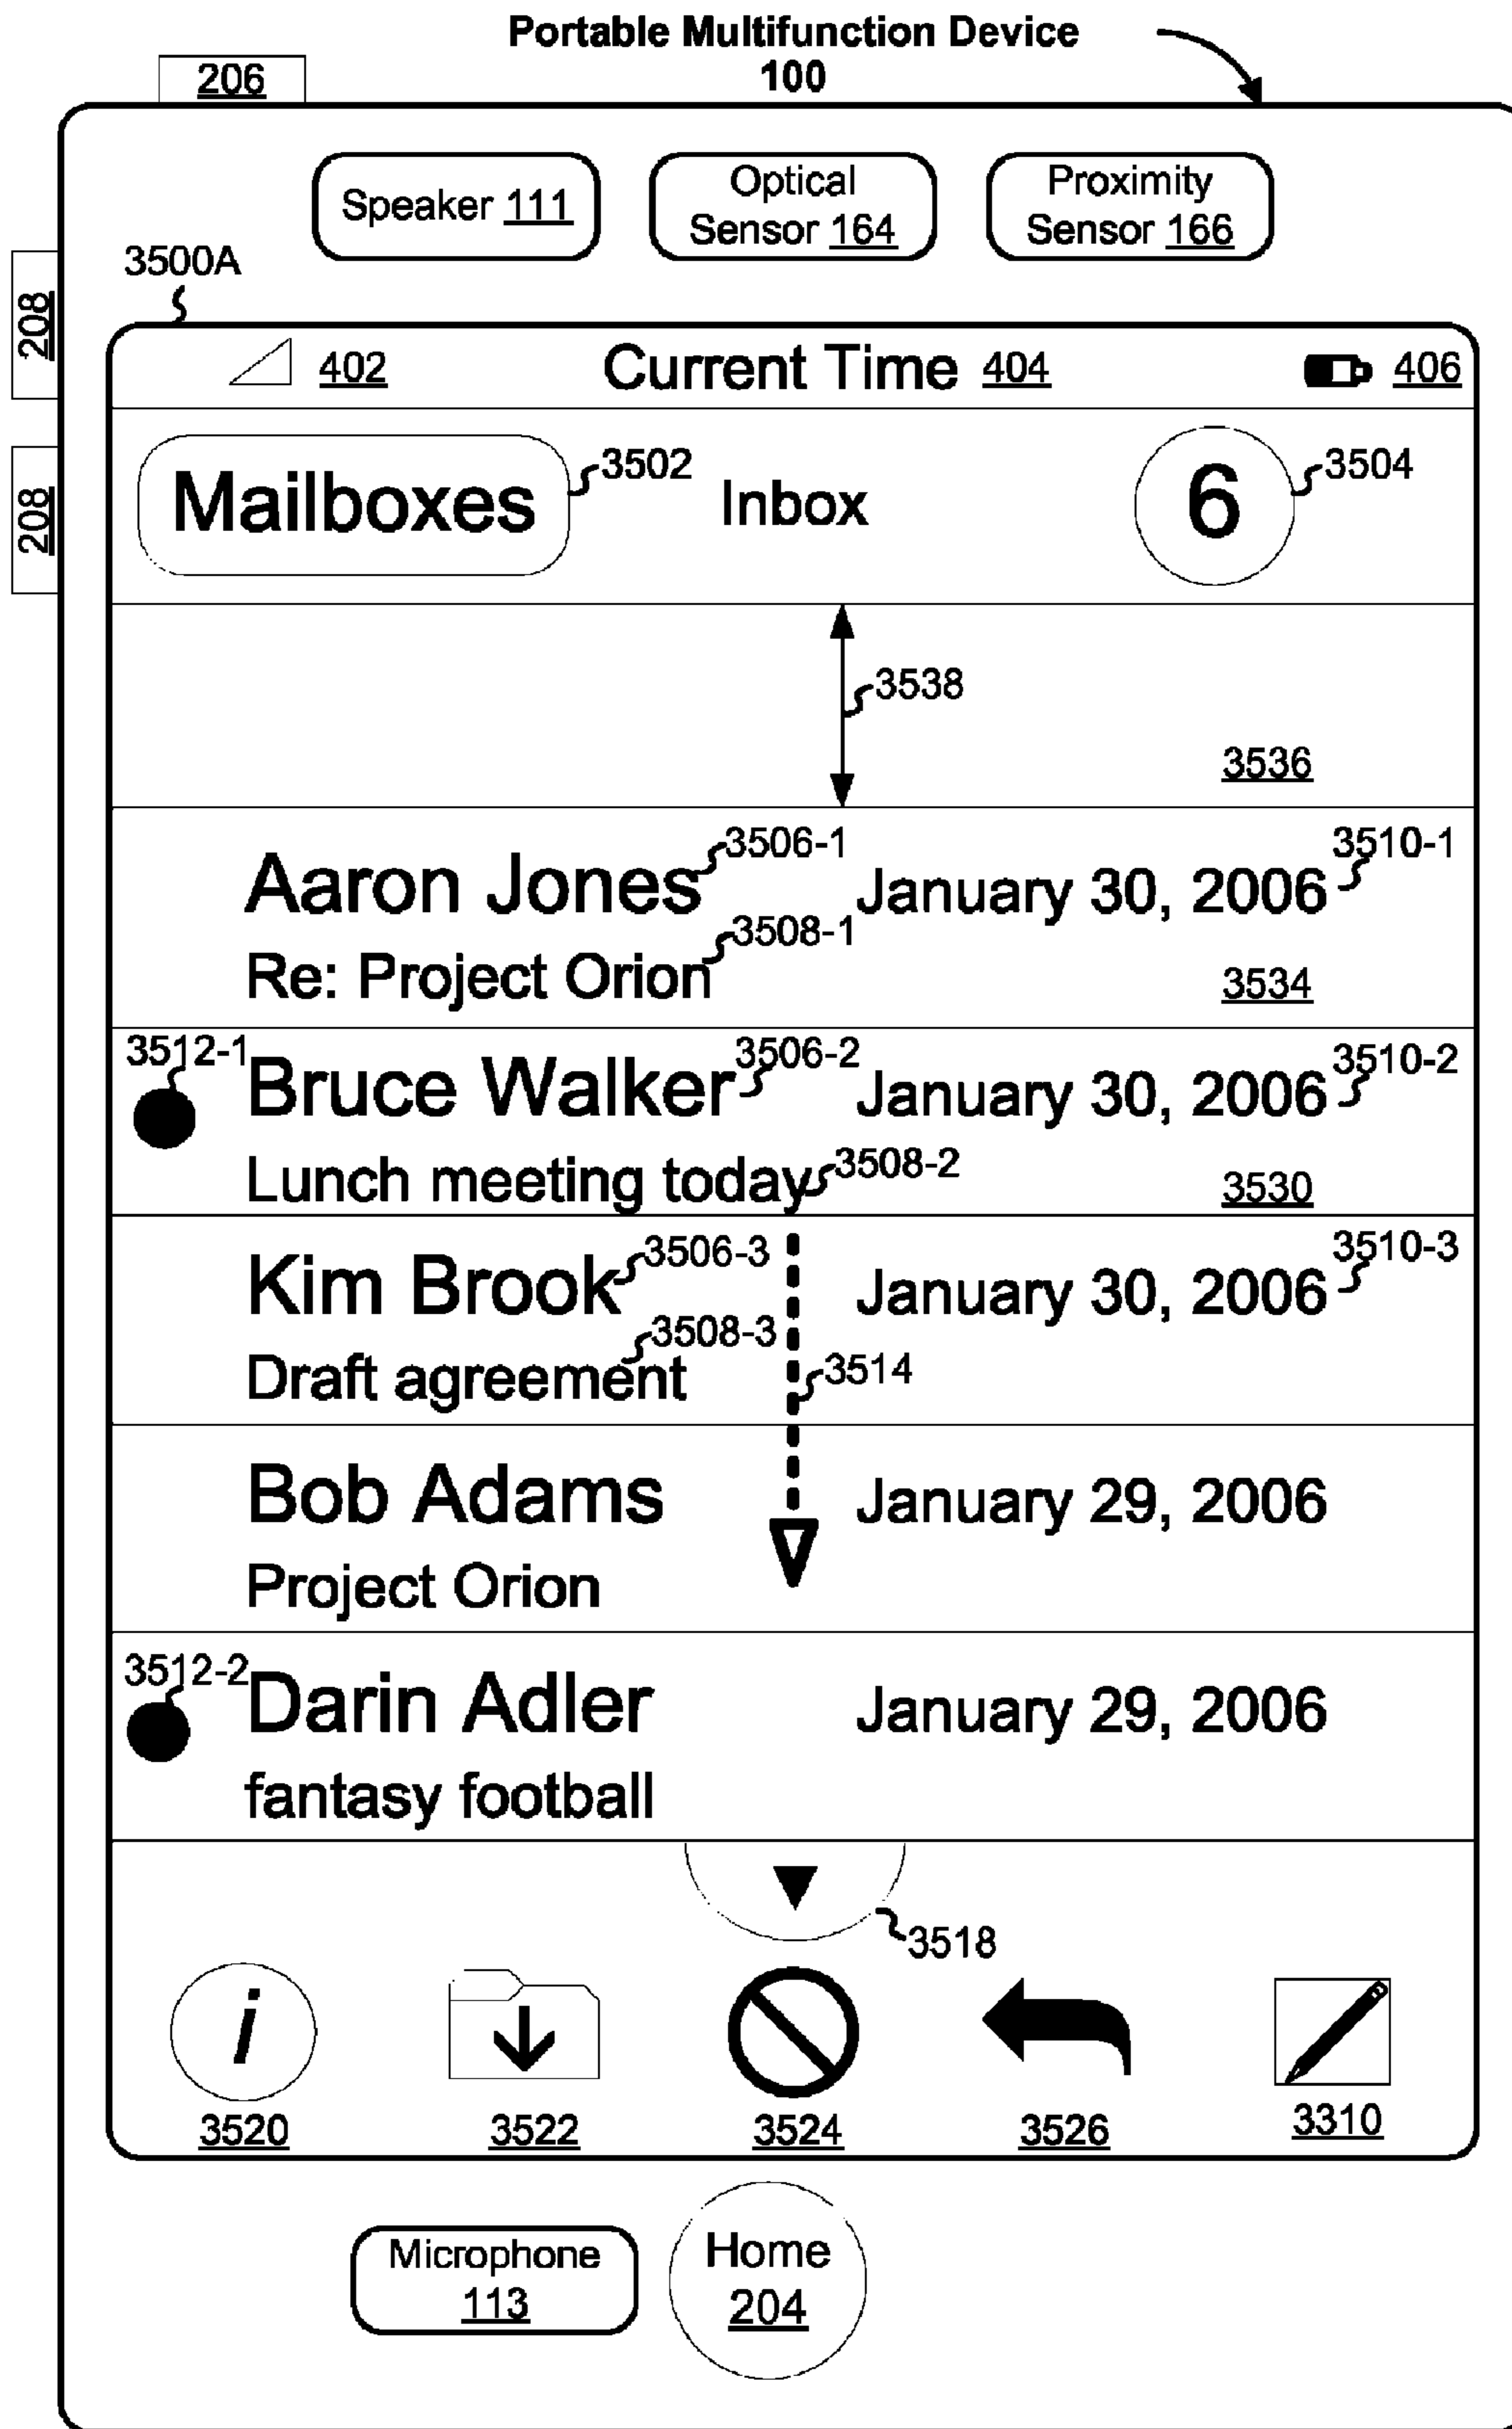 Portable Multifunction Device
100
206
Speaker 111
Optical
Sensor 164
Proximity
Sensor 166
208
208
3500A
402 Current Time 404 406
Mailboxes 3502 Inbox 6 3504
3538
3536
Aaron Jones 3506-1 January 30, 2006 3510-1
Re: Project Orion 3508-1 3534
3512-1 Bruce Walker 3506-2 January 30, 2006 3510-2
Lunch meeting today 3508-2 3530
Kim Brook 3506-3 January 30, 2006 3510-3
Draft agreement 3508-3 3514
Bob Adams January 29, 2006
Project Orion
3512-2 Darin Adler January 29, 2006
fantasy football
3518
i
3520 3522 3524 3526 3310
Microphone
113
Home
204